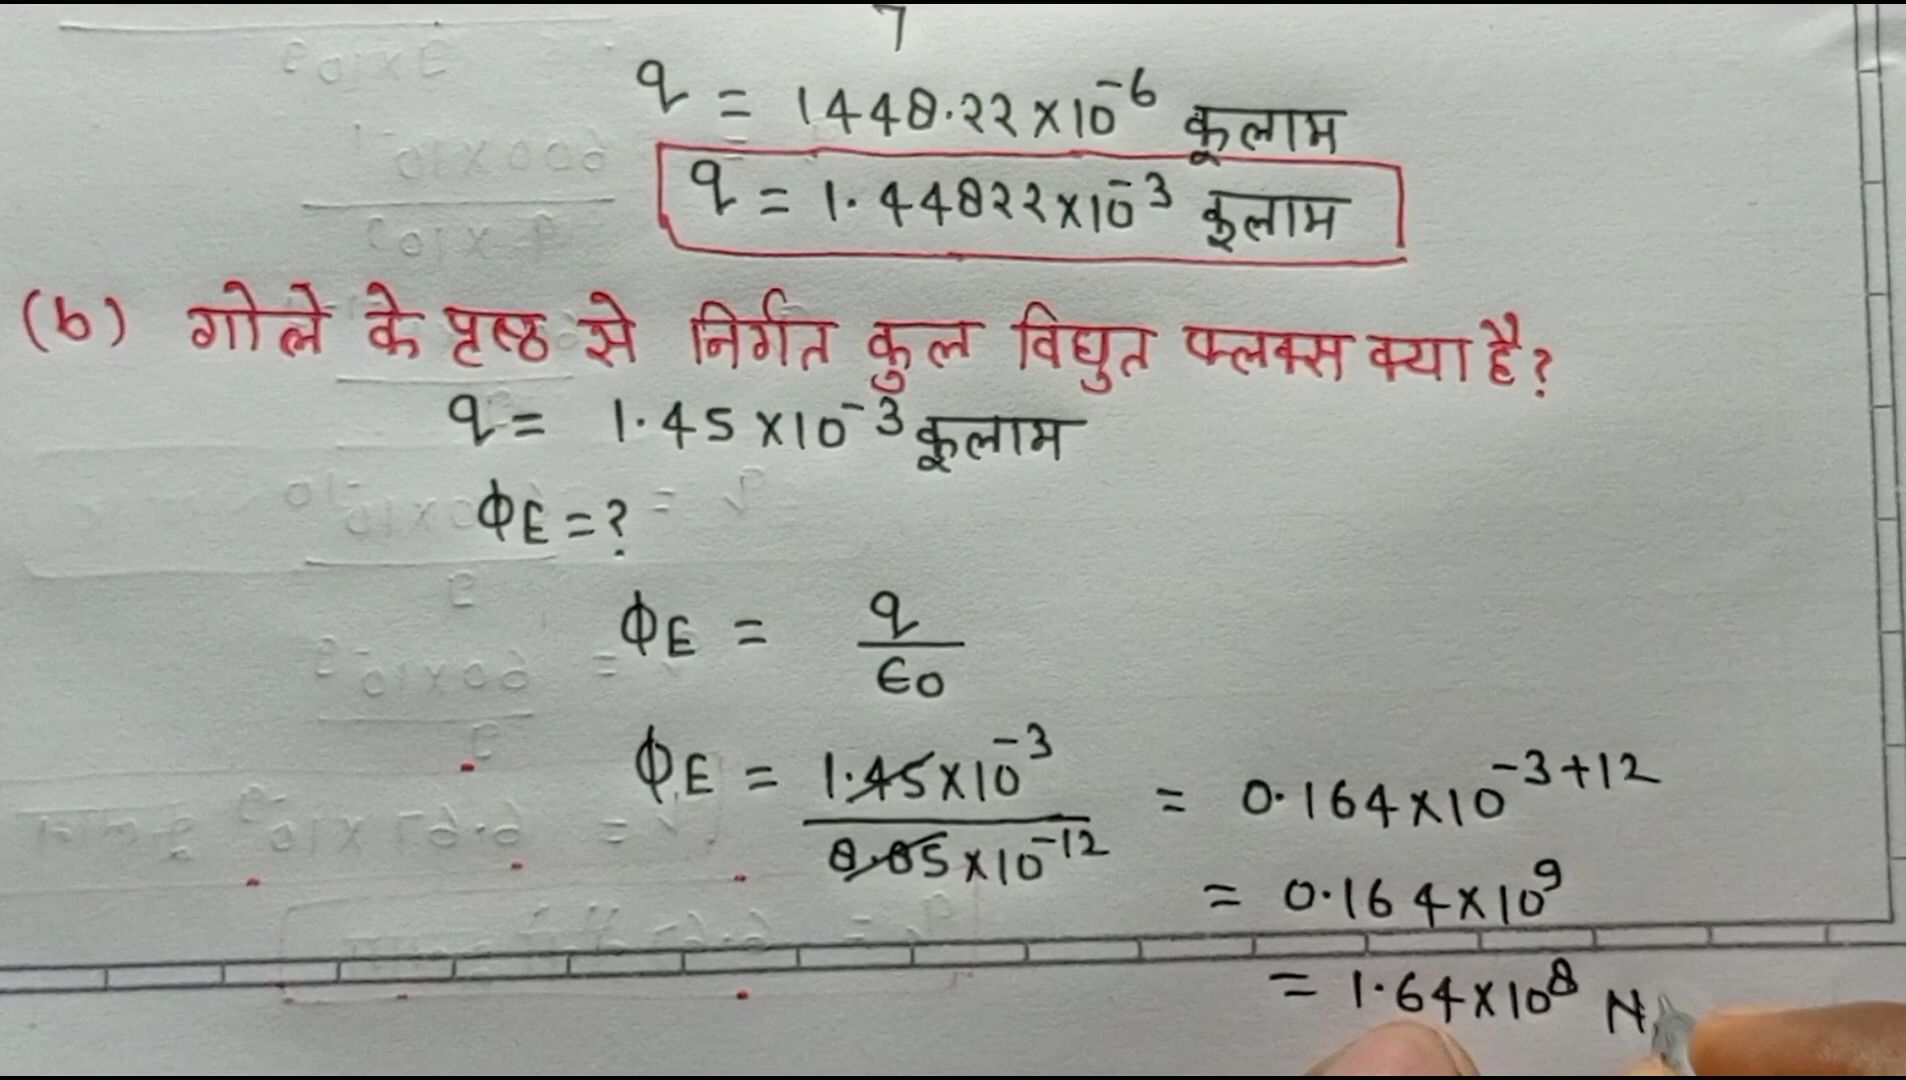 7
q = 1448.22×10⁻⁶ कूलाम
q = 1.44822×10⁻³ कूलाम
(b) गोले के पृष्ठ से निर्गत कुल विद्युत फ्लक्स क्या है?
q = 1.45×10⁻³ कूलाम
ΦE = ?
ΦE = q/ϵ0
ΦE = 1.45×10⁻³/8.85×10⁻¹² = 0.164×10⁻³⁺¹²
= 0.164×10⁹
= 1.64×10⁸ N